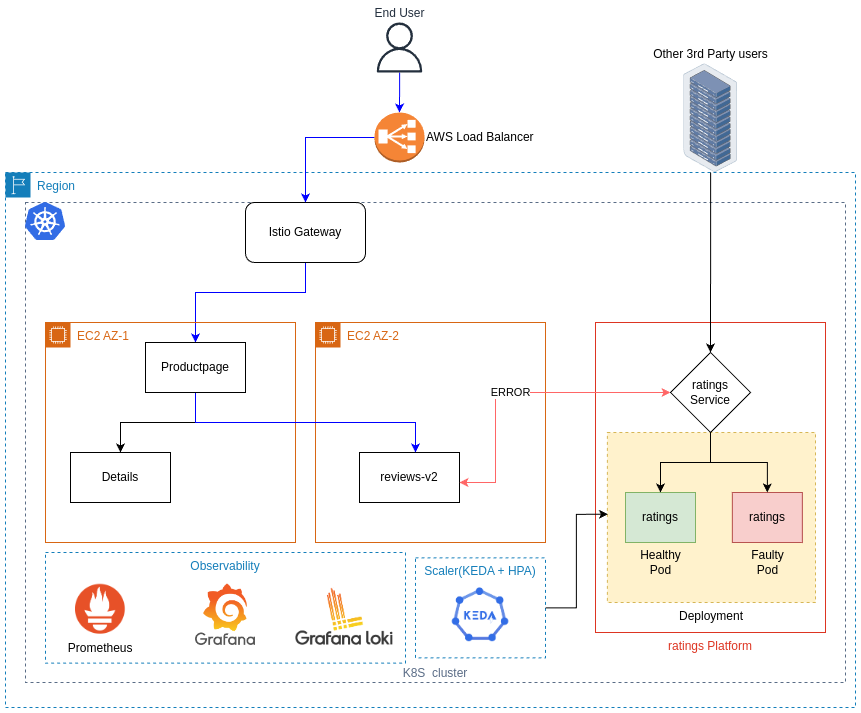 End User
Other 3rd Party users
AWS Load Balancer
Region
Istio Gateway
EC2 AZ-1
EC2 AZ-2
Productpage
ERROR
ratings
Service
Details
reviews-v2
ratings
ratings
Healthy
Pod
Faulty
Pod
Deployment
ratings Platform
Observability
Prometheus
Grafana
Grafana loki
Scaler(KEDA + HPA)
KEDA
K8S cluster